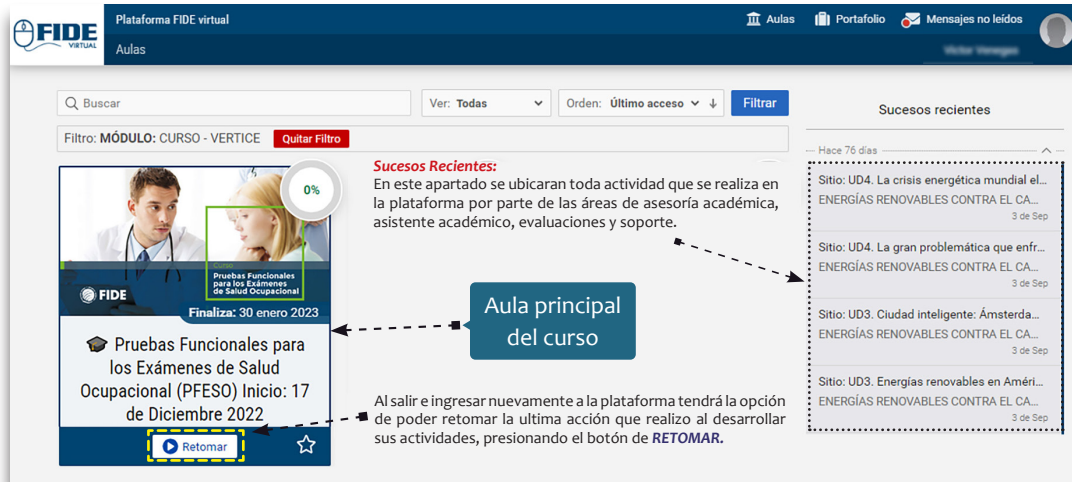 FIDE
VIRTUAL
Plataforma FIDE virtual
Aulas
Portafolio
Mensajes no leídos
Aulas
Victor Venegas
Buscar
Ver: Todas
Orden: Último acceso
Filtrar
Filtro: MÓDULO: CURSO - VERTICE
Quitar Filtro
0%
Curso
Pruebas Funcionales
para los Exámenes
de Salud Ocupacional
FIDE
Finaliza: 30 enero 2023
Pruebas Funcionales para
los Exámenes de Salud
Ocupacional (PFESO) Inicio: 17
de Diciembre 2022
Retomar
Sucesos Recientes:
En este apartado se ubicaran toda actividad que se realiza en
la plataforma por parte de las áreas de asesoría académica,
asistente académico, evaluaciones y soporte.
Aula principal
del curso
Al salir e ingresar nuevamente a la plataforma tendrá la opción
de poder retomar la ultima acción que realizo al desarrollar
sus actividades, presionando el botón de RETOMAR.
Sucesos recientes
Hace 76 días
Sitio: UD4. La crisis energética mundial el...
ENERGÍAS RENOVABLES CONTRA EL CA...
3 de Sep
Sitio: UD4. La gran problemática que enfr...
ENERGÍAS RENOVABLES CONTRA EL CA...
3 de Sep
Sitio: UD3. Ciudad inteligente: Ámsterda...
ENERGÍAS RENOVABLES CONTRA EL CA...
3 de Sep
Sitio: UD3. Energías renovables en Améri...
ENERGÍAS RENOVABLES CONTRA EL CA...
3 de Sep